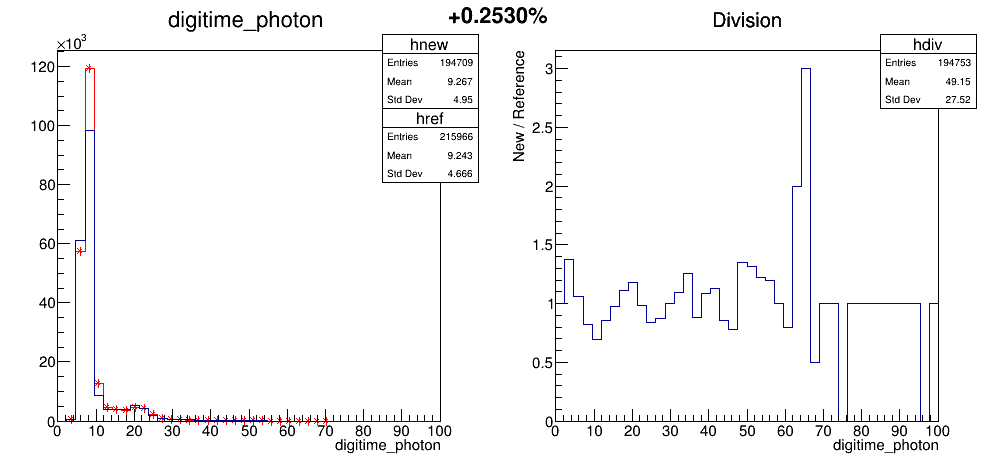 digitime_photon
+0.2530%
Division
×10³
hnew
Entries 194709
Mean 9.267
Std Dev 4.95
href
Entries 215966
Mean 9.243
Std Dev 4.666
120
100
80
60
40
20
0
0 10 20 30 40 50 60 70 80 90 100
digitime_photon
hdiv
Entries 194753
Mean 49.15
Std Dev 27.52
New / Reference
3
2.5
2
1.5
1
0.5
0
0 10 20 30 40 50 60 70 80 90 100
digitime_photon